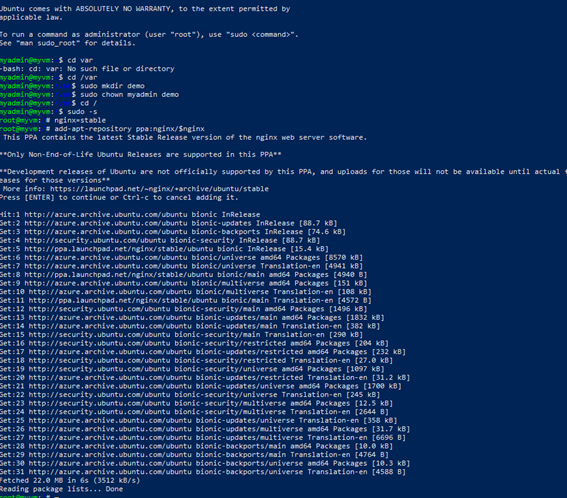 Ubuntu comes with ABSOLUTELY NO WARRANTY, to the extent permitted by
applicable law.
To run a command as administrator (user "root"), use "sudo <command>".
See "man sudo_root" for details.
myadmin@myvm: $ cd var
-bash: cd: var: No such file or directory
myadmin@myvm: $ cd /var
myadmin@myvm: $ sudo mkdir demo
myadmin@myvm: $ sudo chown myadmin demo
myadmin@myvm: $ cd /
myadmin@myvm: $ sudo -s
root@myvm: # nginx=stable
root@myvm: # add-apt-repository ppa:nginx/$nginx
This PPA contains the latest Stable Release version of the nginx web server software.
**Only Non-End-of-Life Ubuntu Releases are supported in this PPA**
**Development releases of Ubuntu are not officially supported by this PPA, and uploads for those will not be available until actual
eases for those versions**
More info: https://launchpad.net/~nginx/+archive/ubuntu/stable
Press [ENTER] to continue or Ctrl-c to cancel adding it.
Hit:1 http://azure.archive.ubuntu.com/ubuntu bionic InRelease
Get:2 http://azure.archive.ubuntu.com/ubuntu bionic-updates InRelease [88.7 kB]
Get:3 http://azure.archive.ubuntu.com/ubuntu bionic-backports InRelease [74.6 kB]
Get:4 http://security.ubuntu.com/ubuntu bionic-security InRelease [88.7 kB]
Get:5 http://ppa.launchpad.net/nginx/stable/ubuntu bionic InRelease [15.4 kB]
Get:6 http://azure.archive.ubuntu.com/ubuntu bionic/universe amd64 Packages [8570 kB]
Get:7 http://azure.archive.ubuntu.com/ubuntu bionic/universe Translation-en [4941 kB]
Get:8 http://ppa.launchpad.net/nginx/stable/ubuntu bionic/main amd64 Packages [4940 B]
Get:9 http://azure.archive.ubuntu.com/ubuntu bionic/multiverse amd64 Packages [151 kB]
Get:10 http://azure.archive.ubuntu.com/ubuntu bionic/multiverse Translation-en [108 kB]
Get:11 http://ppa.launchpad.net/nginx/stable/ubuntu bionic/main Translation-en [4572 B]
Get:12 http://security.ubuntu.com/ubuntu bionic-security/main amd64 Packages [1496 kB]
Get:13 http://azure.archive.ubuntu.com/ubuntu bionic-updates/main amd64 Packages [1832 kB]
Get:14 http://azure.archive.ubuntu.com/ubuntu bionic-updates/main Translation-en [382 kB]
Get:15 http://security.ubuntu.com/ubuntu bionic-security/main Translation-en [290 kB]
Get:16 http://security.ubuntu.com/ubuntu bionic-security/restricted amd64 Packages [204 kB]
Get:17 http://azure.archive.ubuntu.com/ubuntu bionic-updates/restricted amd64 Packages [232 kB]
Get:18 http://security.ubuntu.com/ubuntu bionic-security/restricted Translation-en [27.0 kB]
Get:19 http://security.ubuntu.com/ubuntu bionic-security/universe amd64 Packages [1097 kB]
Get:20 http://azure.archive.ubuntu.com/ubuntu bionic-updates/restricted Translation-en [31.2 kB]
Get:21 http://azure.archive.ubuntu.com/ubuntu bionic-updates/universe amd64 Packages [1700 kB]
Get:22 http://security.ubuntu.com/ubuntu bionic-security/universe Translation-en [245 kB]
Get:23 http://security.ubuntu.com/ubuntu bionic-security/multiverse amd64 Packages [12.5 kB]
Get:24 http://security.ubuntu.com/ubuntu bionic-security/multiverse Translation-en [2644 B]
Get:25 http://azure.archive.ubuntu.com/ubuntu bionic-updates/universe Translation-en [358 kB]
Get:26 http://azure.archive.ubuntu.com/ubuntu bionic-updates/multiverse amd64 Packages [31.7 kB]
Get:27 http://azure.archive.ubuntu.com/ubuntu bionic-updates/multiverse Translation-en [6696 B]
Get:28 http://azure.archive.ubuntu.com/ubuntu bionic-backports/main amd64 Packages [10.0 kB]
Get:29 http://azure.archive.ubuntu.com/ubuntu bionic-backports/main Translation-en [4764 B]
Get:30 http://azure.archive.ubuntu.com/ubuntu bionic-backports/universe amd64 Packages [10.3 kB]
Get:31 http://azure.archive.ubuntu.com/ubuntu bionic-backports/universe Translation-en [4588 B]
Fetched 22.0 MB in 6s (3512 kB/s)
Reading package lists... Done
root@myvm: #